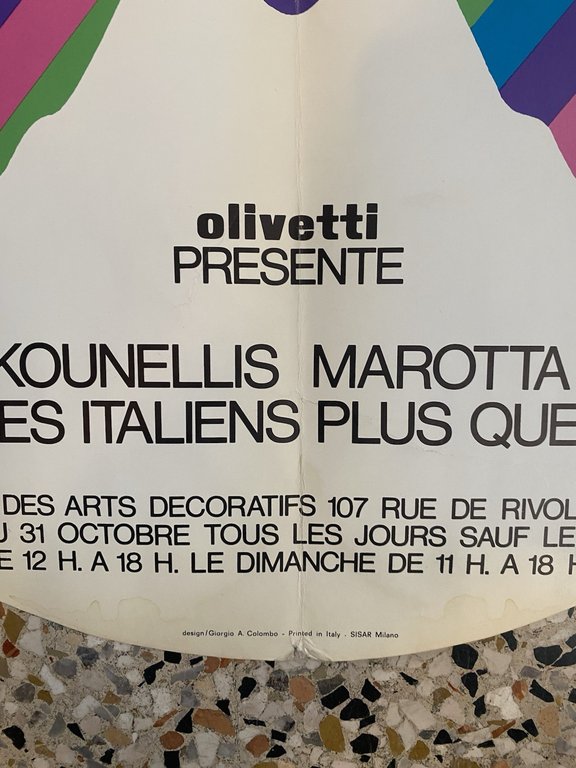 olivetti
PRESENTE
KOUNELLIS MAROTTA
ES ITALIENS PLUS QUE
DES ARTS DECORATIFS 107 RUE DE RIVOL
U 31 OCTOBRE TOUS LES JOURS SAUF LE
E 12 H. A 18 H. LE DIMANCHE DE 11 H. A 18 H
design/Giorgio A. Colombo - Printed in Italy - SISAR Milano